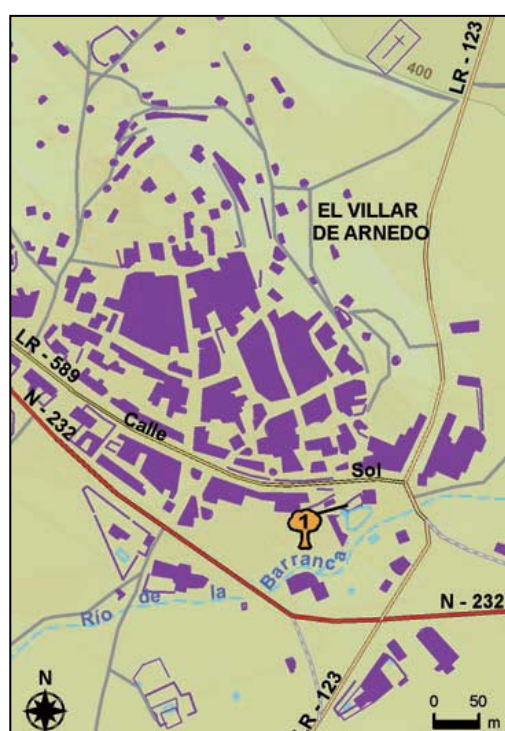 LR - 123
400
EL VILLAR
DE ARNEDO
LR - 589
N - 232
Calle
Sol
1
Barranca
Río de la
N - 232
N
LR - 123
0 50
m